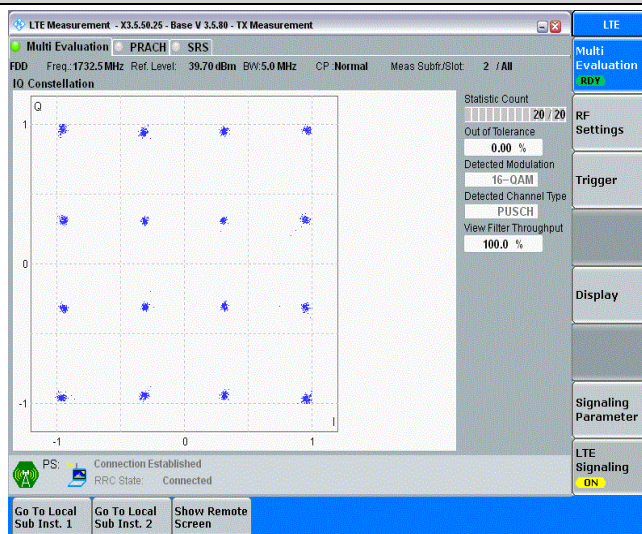 LTE Measurement - X3.5.50.25 - Base V 3.5.80 - TX Measurement
LTE
Multi Evaluation PRACH SRS
FDD Freq.: 1732.5 MHz Ref. Level: 39.70 dBm BW: 5.0 MHz CP : Normal Meas Subfr./Slot: 2 / All
IQ Constellation
Q
1
0
-1
-1 0 1
I
Statistic Count
20 / 20
Out of Tolerance
0.00 %
Detected Modulation
16-QAM
Detected Channel Type
PUSCH
View Filter Throughput
100.0 %
Multi
Evaluation
RDY
RF
Settings
Trigger
Display
Signaling
Parameter
LTE
Signaling
ON
PS: Connection Established
RRC State: Connected
Go To Local
Sub Inst. 1
Go To Local
Sub Inst. 2
Show Remote
Screen